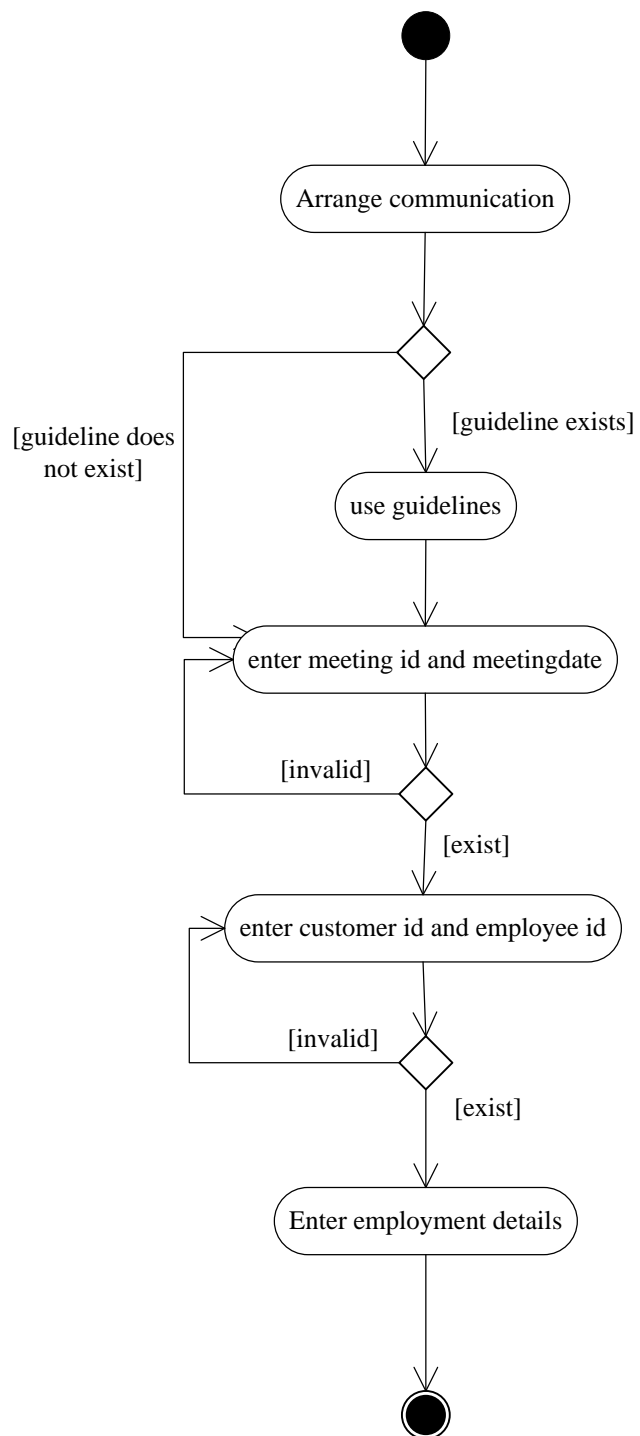 Arrange communication
[guideline does
not exist]
[guideline exists]
use guidelines
enter meeting id and meetingdate
[invalid]
[exist]
enter customer id and employee id
[invalid]
[exist]
Enter employment details